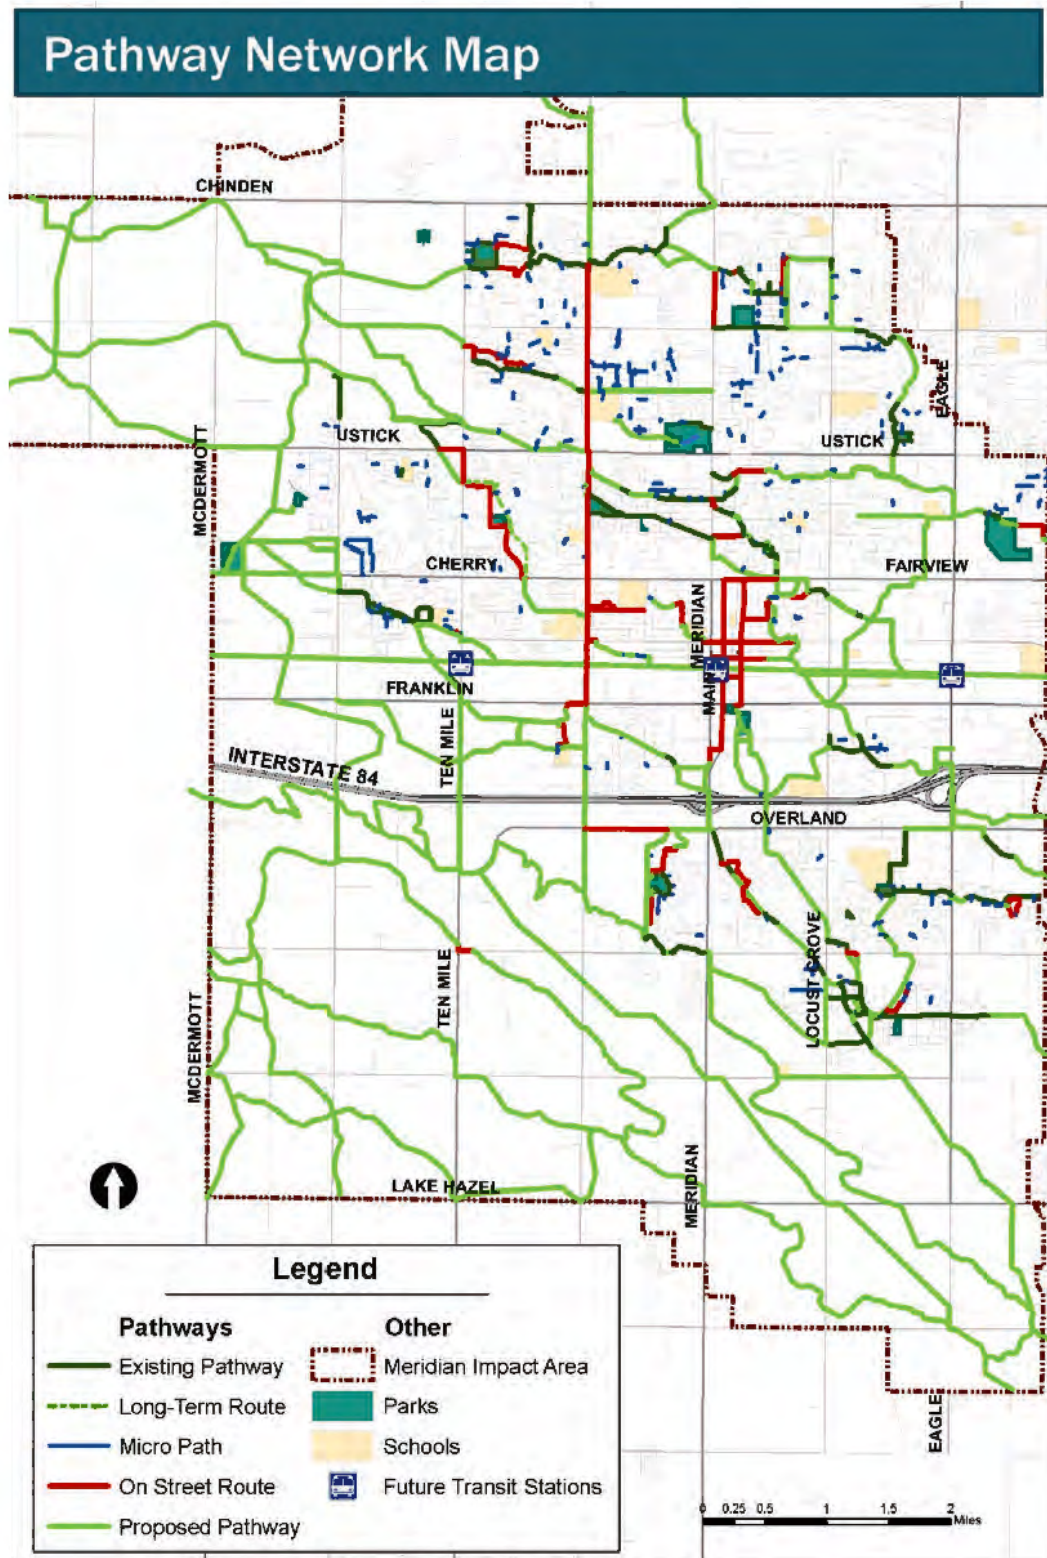 Pathway Network Map
CHINDEN
EAGLE
USTICK
USTICK
MCDERMOTT
CHERRY
FAIRVIEW
MERIDIAN
MAIN
FRANKLIN
TEN MILE
INTERSTATE 84
OVERLAND
LOCUST GROVE
TEN MILE
MCDERMOTT
MERIDIAN
LAKE HAZEL
EAGLE
Legend
Pathways
Other
Existing Pathway
Meridian Impact Area
Long-Term Route
Parks
Micro Path
Schools
On Street Route
Future Transit Stations
Proposed Pathway
0 0.25 0.5 1 1.5 2
Miles